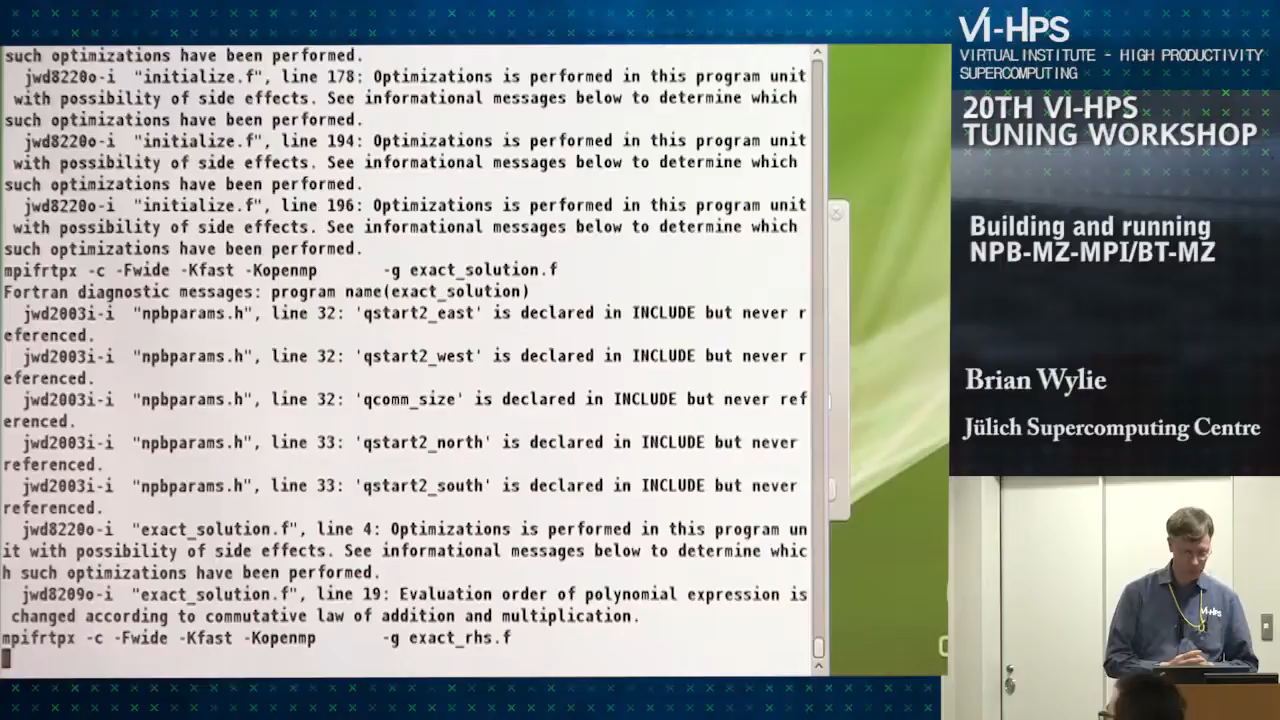 such optimizations have been performed.
jwd8220o-i "initialize.f", line 178: Optimizations is performed in this program unit
with possibility of side effects. See informational messages below to determine which
such optimizations have been performed.
jwd8220o-i "initialize.f", line 194: Optimizations is performed in this program unit
with possibility of side effects. See informational messages below to determine which
such optimizations have been performed.
jwd8220o-i "initialize.f", line 196: Optimizations is performed in this program unit
with possibility of side effects. See informational messages below to determine which
such optimizations have been performed.
mpifrtpx -c -Fwide -Kfast -Kopenmp -g exact_solution.f
Fortran diagnostic messages: program name(exact_solution)
jwd2003i-i "npbparams.h", line 32: 'qstart2_east' is declared in INCLUDE but never r
eferenced.
jwd2003i-i "npbparams.h", line 32: 'qstart2_west' is declared in INCLUDE but never r
eferenced.
jwd2003i-i "npbparams.h", line 32: 'qcomm_size' is declared in INCLUDE but never ref
erenced.
jwd2003i-i "npbparams.h", line 33: 'qstart2_north' is declared in INCLUDE but never
referenced.
jwd2003i-i "npbparams.h", line 33: 'qstart2_south' is declared in INCLUDE but never
referenced.
jwd8220o-i "exact_solution.f", line 4: Optimizations is performed in this program un
it with possibility of side effects. See informational messages below to determine whic
h such optimizations have been performed.
jwd8209o-i "exact_solution.f", line 19: Evaluation order of polynomial expression is
changed according to commutative law of addition and multiplication.
mpifrtpx -c -Fwide -Kfast -Kopenmp -g exact_rhs.f
VI-HPS
VIRTUAL INSTITUTE - HIGH PRODUCTIVITY
SUPERCOMPUTING
20TH VI-HPS
TUNING WORKSHOP
Building and running
NPB-MZ-MPI/BT-MZ
Brian Wylie
Jülich Supercomputing Centre
VI-HPS